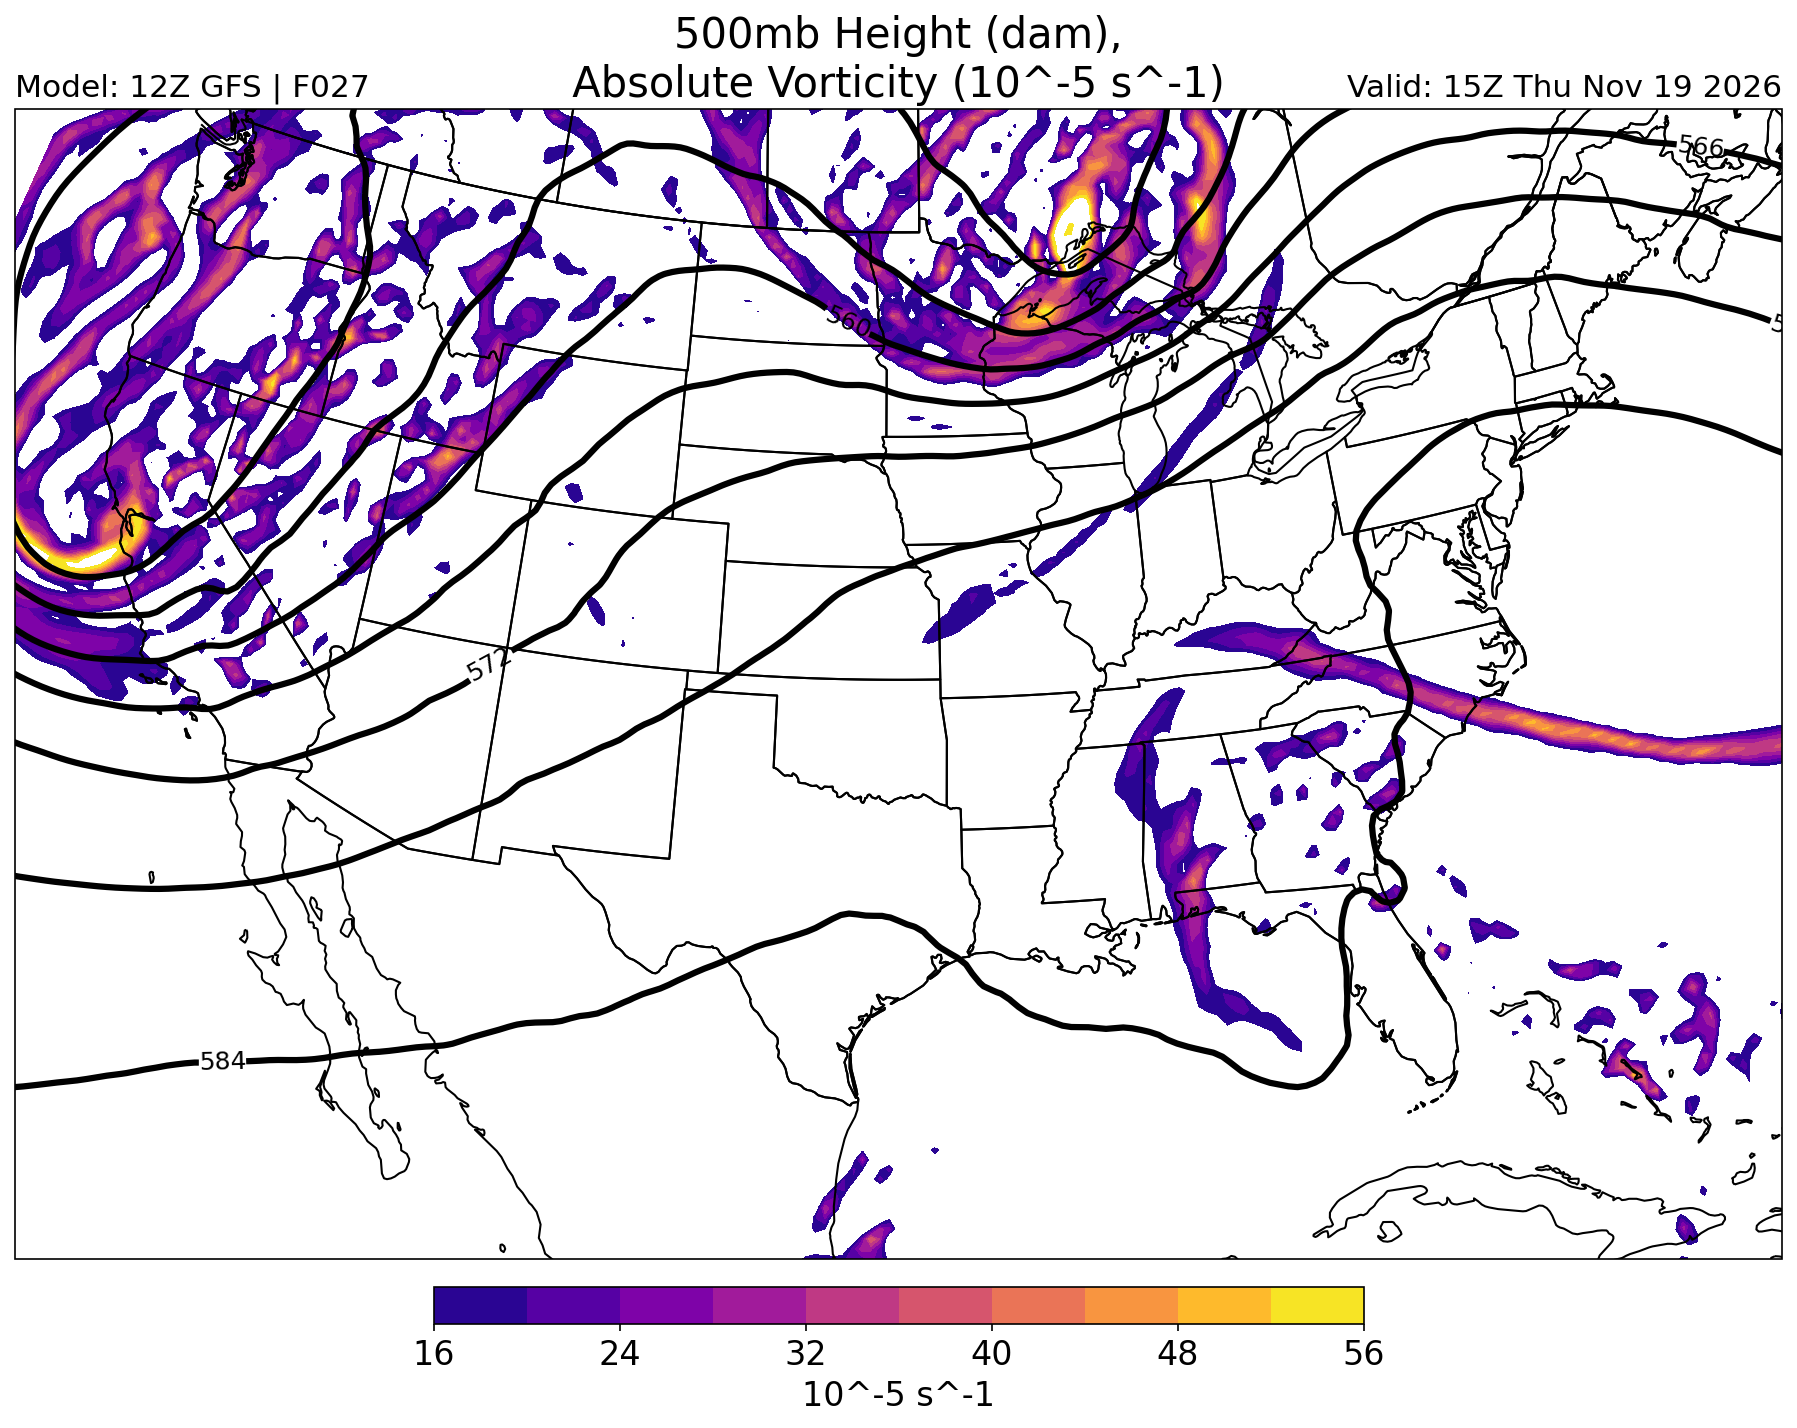 500mb Height (dam),
Model: 12Z GFS | F027
Absolute Vorticity (10^-5 s^-1)
Valid: 15Z Thu Nov 19 2026
566
560
572
584
16
24
32
40
48
56
10^-5 s^-1